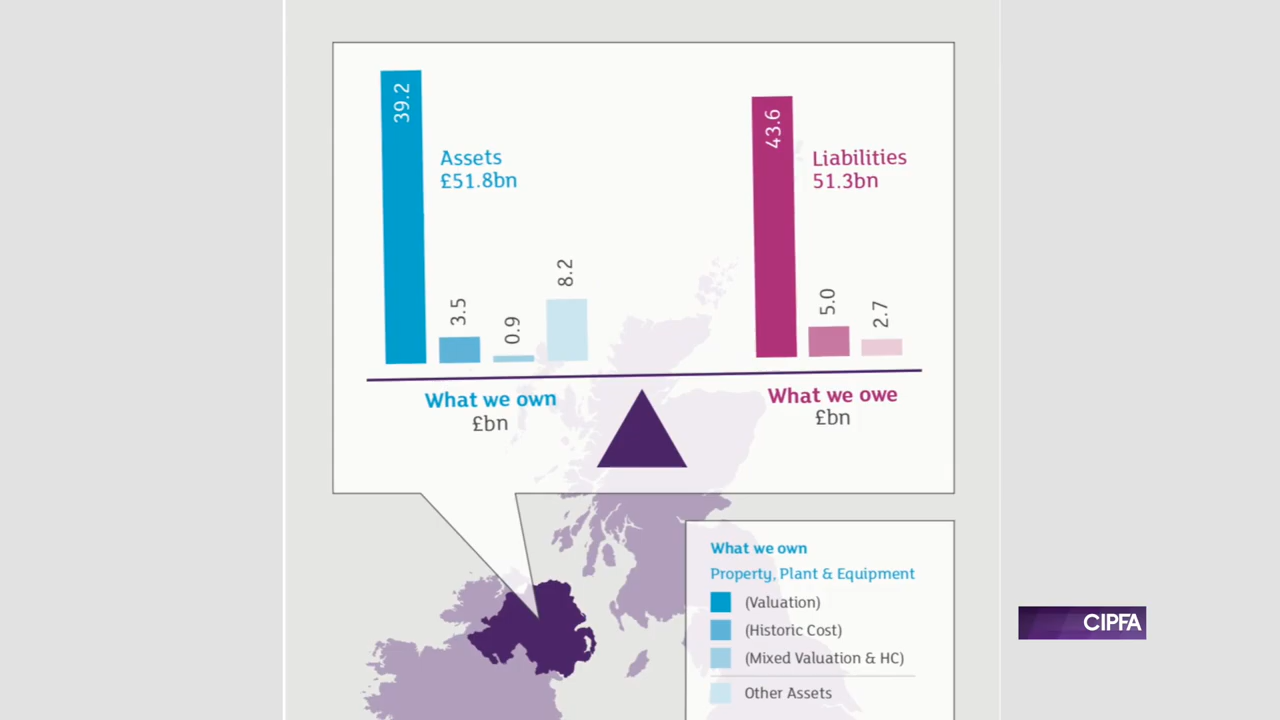 39.2
Assets
£51.8bn
3.5
0.9
8.2
43.6
Liabilities
51.3bn
5.0
2.7
What we own
£bn
What we owe
£bn
What we own
Property, Plant & Equipment
(Valuation)
(Historic Cost)
(Mixed Valuation & HC)
Other Assets
CIPFA